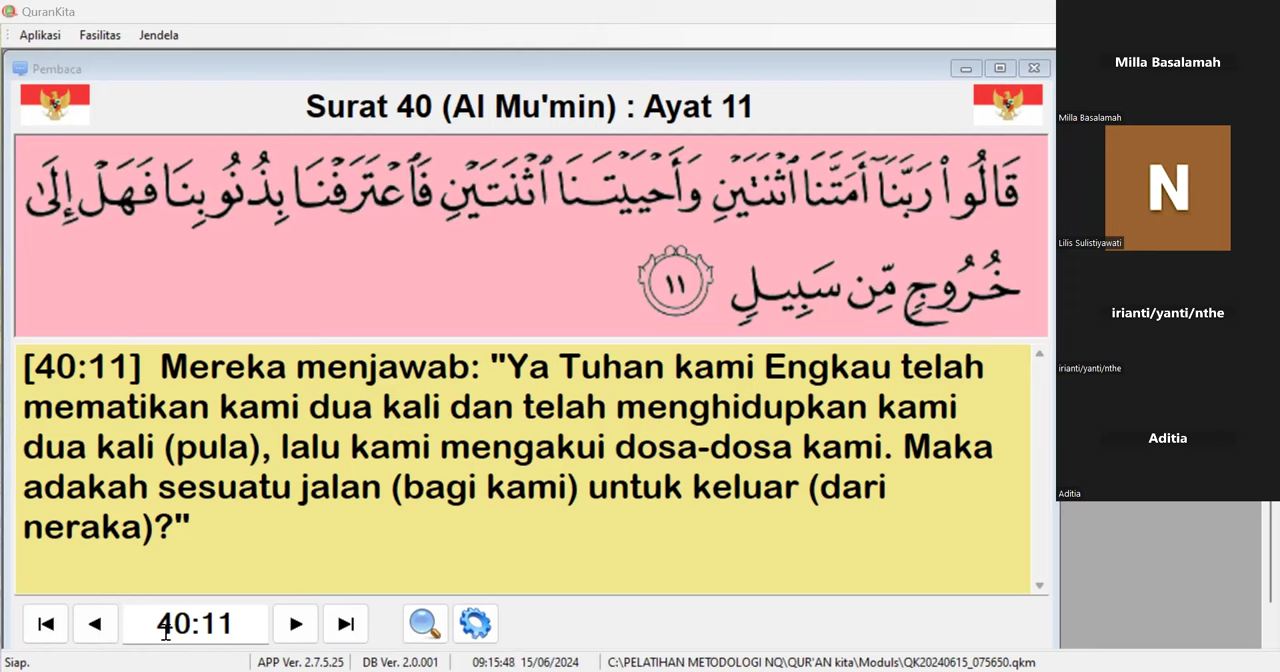 QuranKita
Aplikasi Fasilitas Jendela
Pembaca
Surat 40 (Al Mu'min) : Ayat 11
قَالُوا۟ رَبَّنَآ أَمَتَّنَا ٱثْنَتَيْنِ وَأَحْيَيْتَنَا ٱثْنَتَيْنِ فَٱعْتَرَفْنَا بِذُنُوبِنَا فَهَلْ إِلَىٰ
خُرُوجٍ مِّن سَبِيلٍ ١١
[40:11] Mereka menjawab: "Ya Tuhan kami Engkau telah
mematikan kami dua kali dan telah menghidupkan kami
dua kali (pula), lalu kami mengakui dosa-dosa kami. Maka
adakah sesuatu jalan (bagi kami) untuk keluar (dari
neraka)?"
40:11
Siap. APP Ver. 2.7.5.25 DB Ver. 2.0.001 09:15:48 15/06/2024 C:\PELATIHAN METODOLOGI NQ\QUR'AN kita\Moduls\QK20240615_075650.qkm
Milla Basalamah
Milla Basalamah
N
Lilis Sulistiyawati
irianti/yanti/nthe
irianti/yanti/nthe
Aditia
Aditia